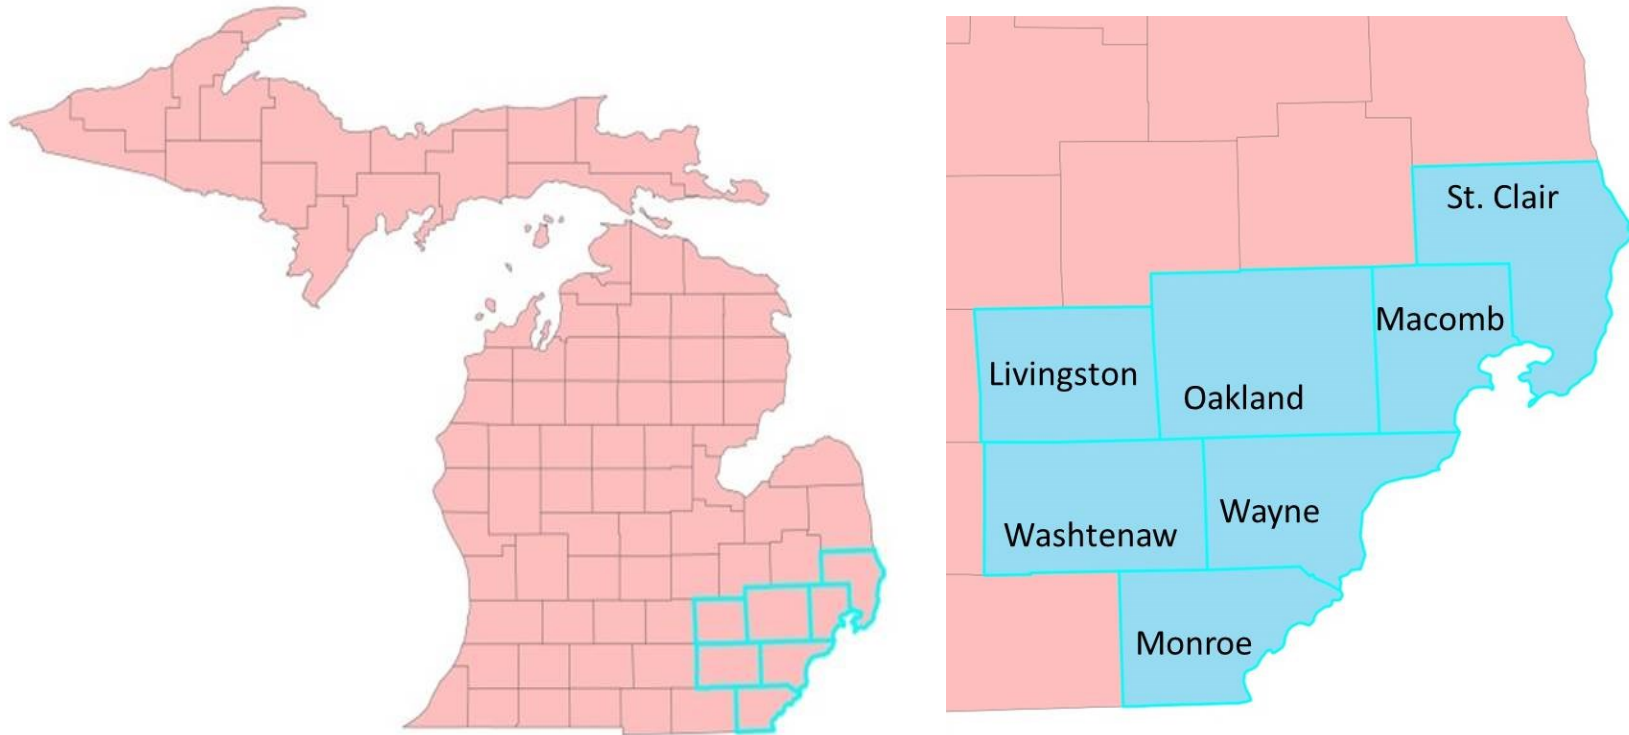 St. Clair
Macomb
Livingston
Oakland
Wayne
Washtenaw
Monroe